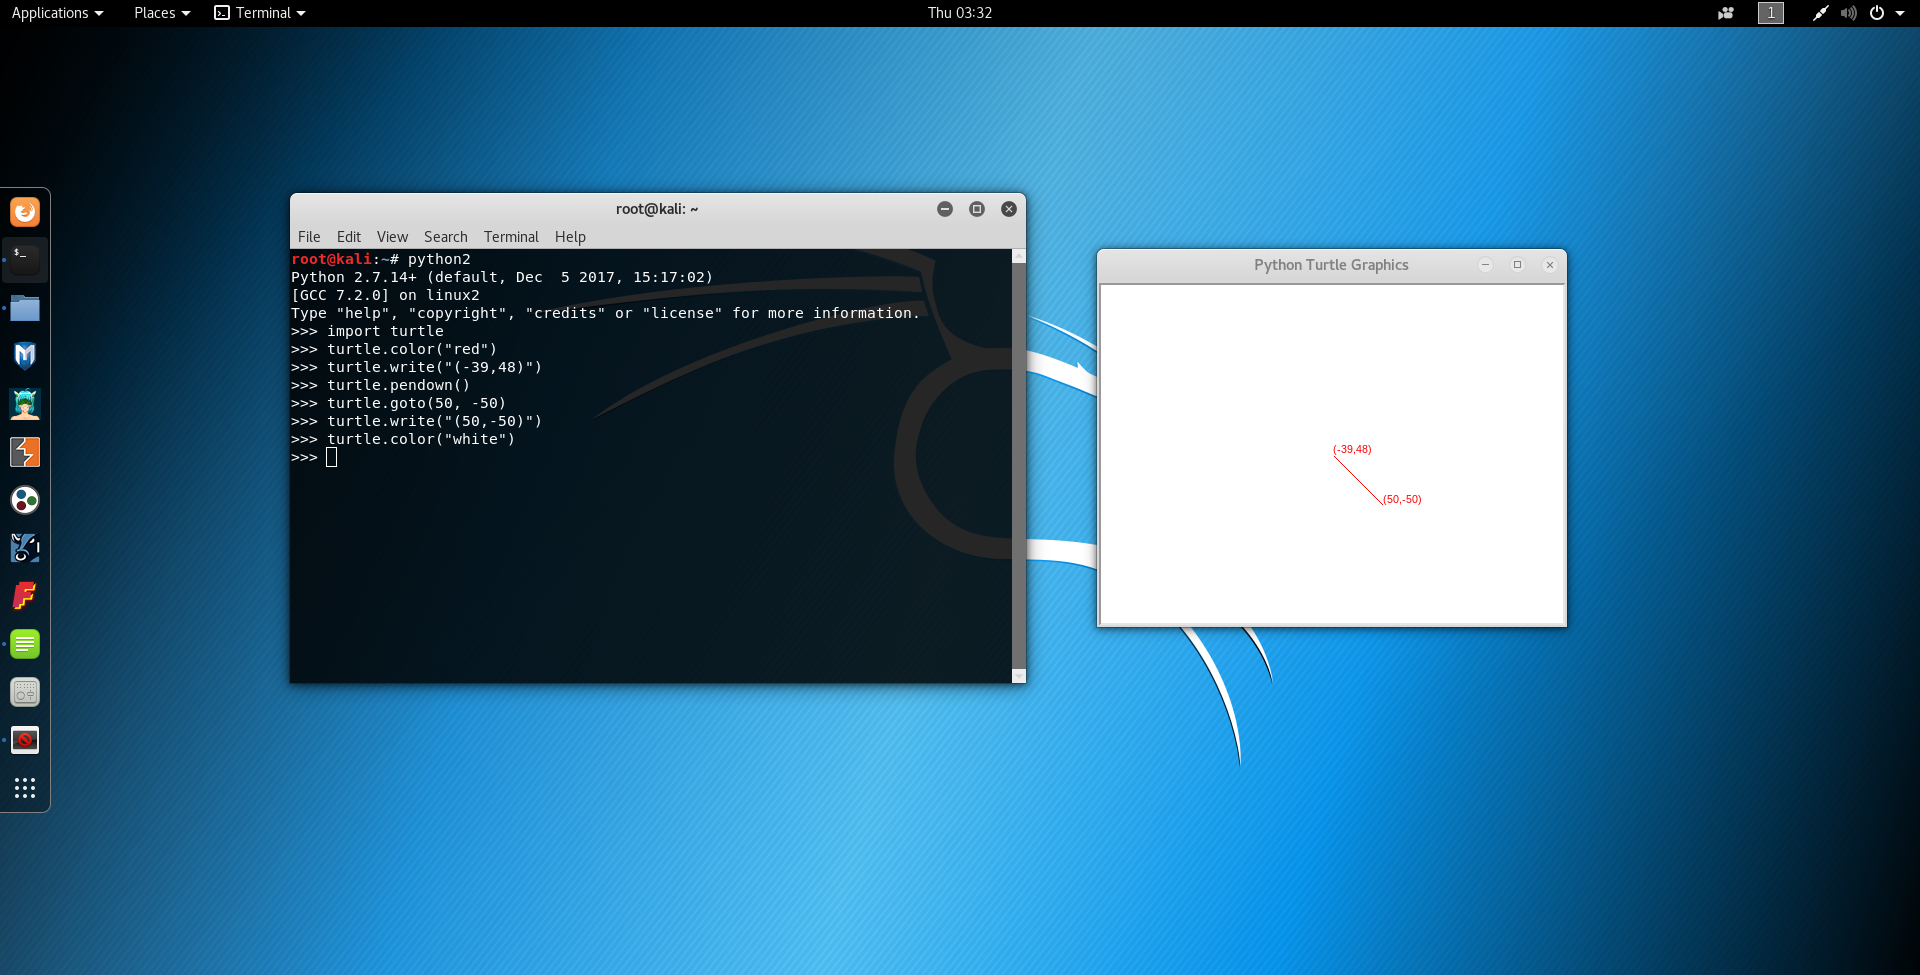 Applications Places Terminal Thu 03:32 1
root@kali: ~
File Edit View Search Terminal Help
root@kali:~# python2
Python 2.7.14+ (default, Dec  5 2017, 15:17:02)
[GCC 7.2.0] on linux2
Type "help", "copyright", "credits" or "license" for more information.
>>> import turtle
>>> turtle.color("red")
>>> turtle.write("(-39,48)")
>>> turtle.pendown()
>>> turtle.goto(50, -50)
>>> turtle.write("(50,-50)")
>>> turtle.color("white")
>>>
Python Turtle Graphics
(-39,48)
(50,-50)